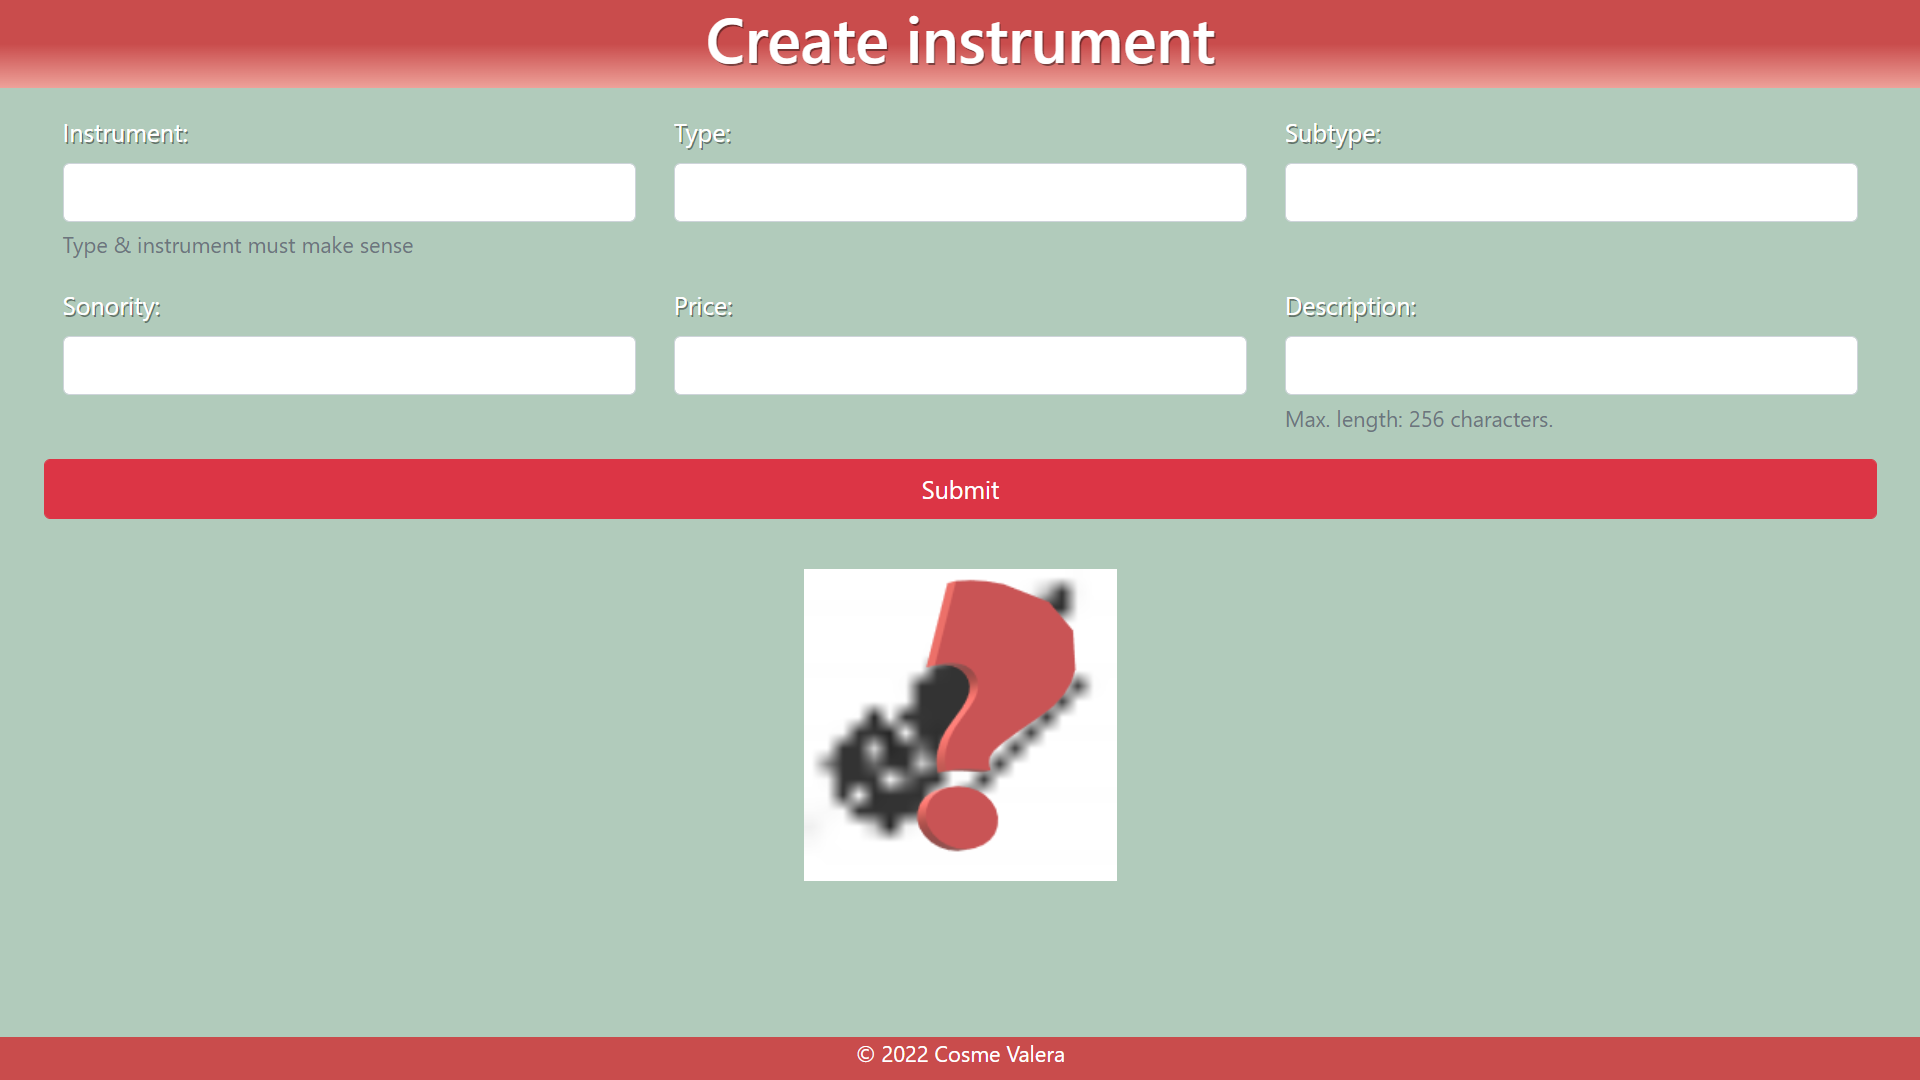 Create instrument
Instrument:
Type:
Subtype:
Type & instrument must make sense
Sonority:
Price:
Description:
Max. length: 256 characters.
Submit
© 2022 Cosme Valera